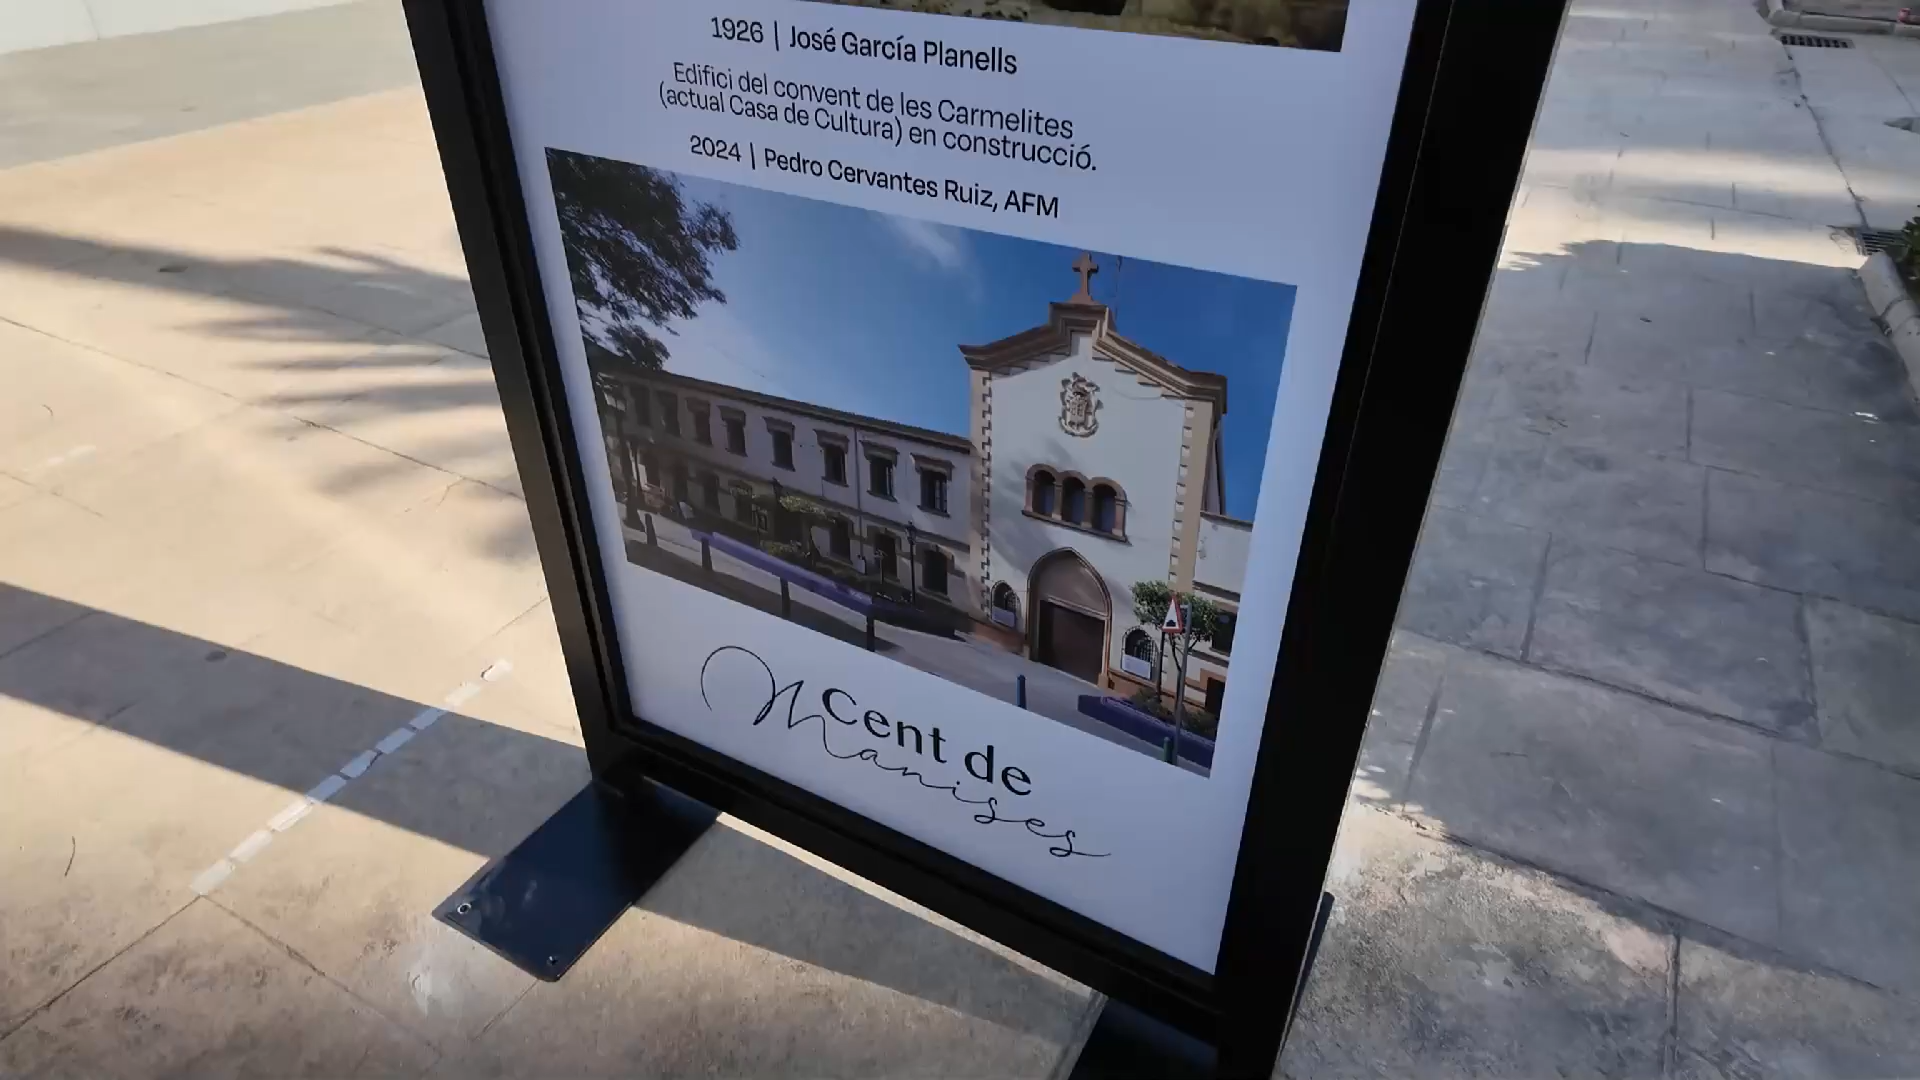 1926 | José García Planells
Edifici del convent de les Carmelites
(actual Casa de Cultura) en construcció.
2024 | Pedro Cervantes Ruiz, AFM
Cent de
Manises